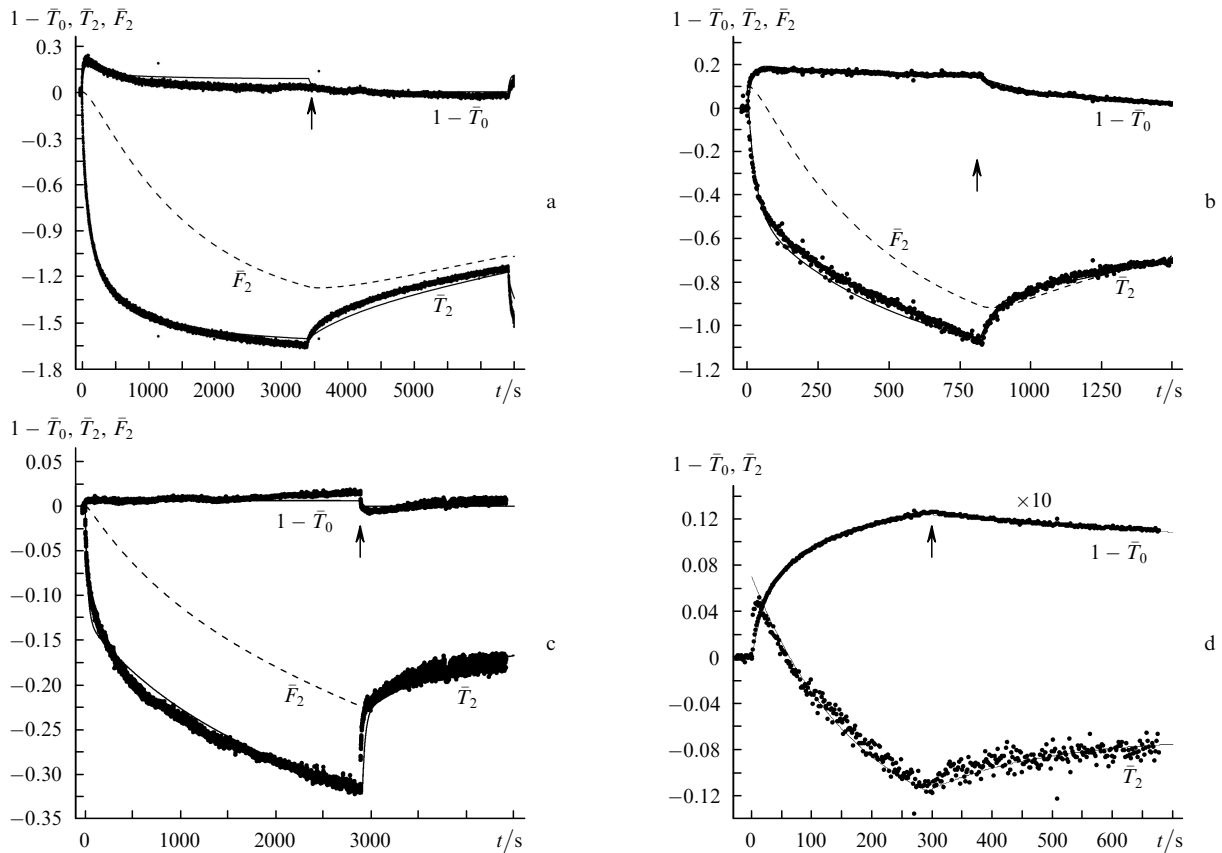 1 − T̄₀, T̄₂, F̄₂
0.3
0
−0.3
−0.6
−0.9
−1.2
−1.5
−1.8
0
1000
2000
3000
4000
5000
t/s
1 − T̄₀
F̄₂
T̄₂
a
1 − T̄₀, T̄₂, F̄₂
0.2
0
−0.4
−0.2
−0.4
−0.6
−0.8
−1.0
−1.2
0
250
500
750
1000
1250
t/s
1 − T̄₀
F̄₂
T̄₂
b
1 − T̄₀, T̄₂, F̄₂
0.05
0
−0.05
−0.10
−0.15
−0.20
−0.25
−0.30
−0.35
0
1000
2000
3000
t/s
1 − T̄₀
F̄₂
T̄₂
c
1 − T̄₀, T̄₂
0.12
0.08
0.04
0
−0.04
−0.08
−0.12
0
100
200
300
400
500
600
t/s
×10
1 − T̄₀
T̄₂
d